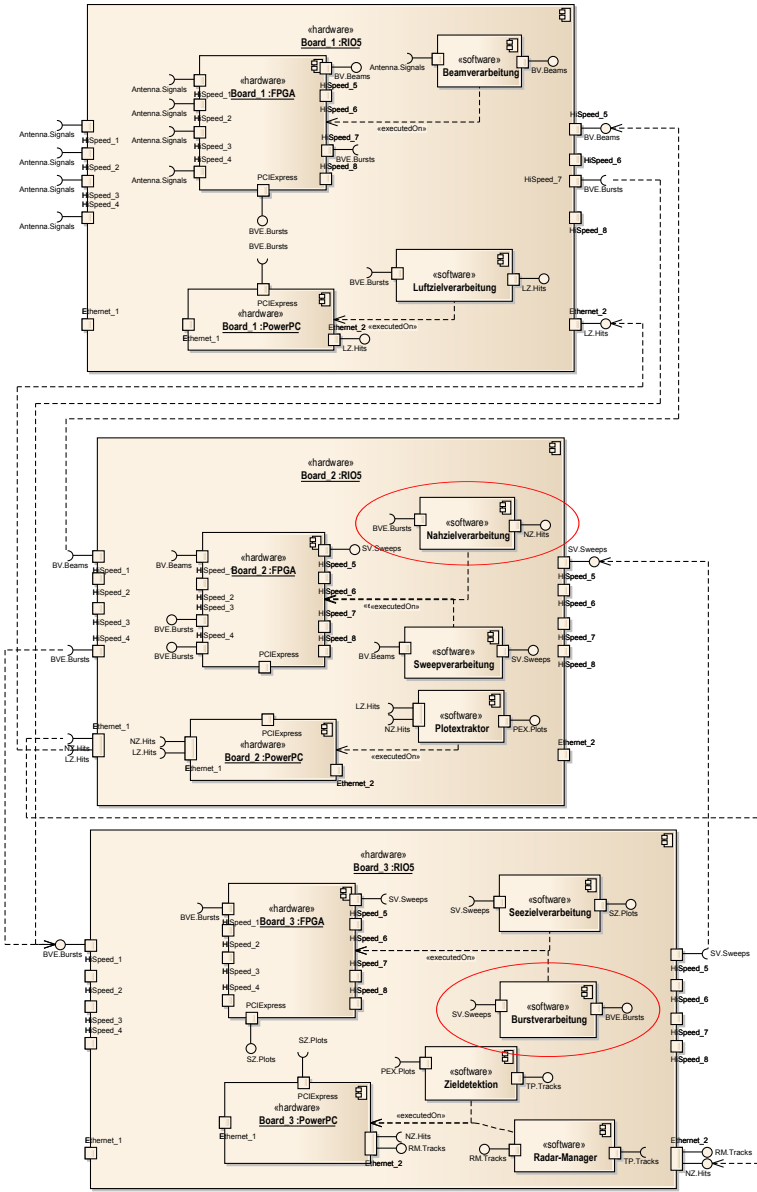 «hardware»
Board_1 :RIO5
«hardware»
Board_1 :FPGA
Antenna.Signals
HiSpeed_1
Antenna.Signals
HiSpeed_2
Antenna.Signals
HiSpeed_3
HiSpeed_4
Antenna.Signals
BV.Beams
HiSpeed_5
HiSpeed_6
HiSpeed_7
BVE.Bursts
HiSpeed_8
PCIExpress
BVE.Bursts
Antenna.Signals
«software»
Beamverarbeitung
BV.Beams
«executedOn»
Antenna.Signals
HiSpeed_1
Antenna.Signals
HiSpeed_2
Antenna.Signals
HiSpeed_3
HiSpeed_4
Antenna.Signals
HiSpeed_5
BV.Beams
HiSpeed_6
HiSpeed_7
BVE.Bursts
HiSpeed_8
BVE.Bursts
PCIExpress
«hardware»
Board_1 :PowerPC
Ethernet_1
Ethernet_2
LZ.Hits
BVE.Bursts
«software»
Luftzielverarbeitung
LZ.Hits
«executedOn»
Ethernet_1
Ethernet_2
LZ.Hits
«hardware»
Board_2 :RIO5
BVE.Bursts
«software»
Nahzielverarbeitung
NZ.Hits
«hardware»
Board_2 :FPGA
BV.Beams
HiSpeed_1
HiSpeed_2
HiSpeed_3
BVE.Bursts
HiSpeed_4
BVE.Bursts
SV.Sweeps
HiSpeed_5
HiSpeed_6
HiSpeed_7
HiSpeed_8
PCIExpress
«executedOn»
BV.Beams
«software»
Sweepverarbeitung
SV.Sweeps
BV.Beams
HiSpeed_1
HiSpeed_2
HiSpeed_3
HiSpeed_4
BVE.Bursts
SV.Sweeps
HiSpeed_5
HiSpeed_6
HiSpeed_7
HiSpeed_8
LZ.Hits
NZ.Hits
«software»
Plotextraktor
PEX.Plots
«executedOn»
PCIExpress
NZ.Hits
LZ.Hits
«hardware»
Board_2 :PowerPC
Ethernet_1
Ethernet_2
Ethernet_1
NZ.Hits
LZ.Hits
Ethernet_2
«hardware»
Board_3 :RIO5
«hardware»
Board_3 :FPGA
BVE.Bursts
HiSpeed_1
HiSpeed_2
HiSpeed_3
HiSpeed_4
SV.Sweeps
HiSpeed_5
HiSpeed_6
HiSpeed_7
HiSpeed_8
PCIExpress
SZ.Plots
SV.Sweeps
«software»
Seezielverarbeitung
SZ.Plots
«executedOn»
SV.Sweeps
«software»
Burstverarbeitung
BVE.Bursts
BVE.Bursts
HiSpeed_1
HiSpeed_2
HiSpeed_3
HiSpeed_4
SV.Sweeps
HiSpeed_5
HiSpeed_6
HiSpeed_7
HiSpeed_8
SZ.Plots
PCIExpress
«hardware»
Board_3 :PowerPC
Ethernet_1
NZ.Hits
RM.Tracks
Ethernet_2
PEX.Plots
«software»
Zieldetektion
TP.Tracks
«executedOn»
RM.Tracks
«software»
Radar-Manager
TP.Tracks
Ethernet_1
Ethernet_2
RM.Tracks
NZ.Hits